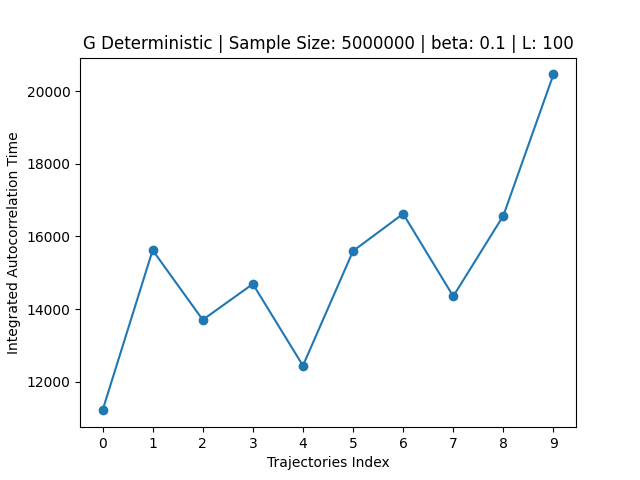 G Deterministic | Sample Size: 5000000 | beta: 0.1 | L: 100
Integrated Autocorrelation Time
20000
18000
16000
14000
12000
0 1 2 3 4 5 6 7 8 9
Trajectories Index